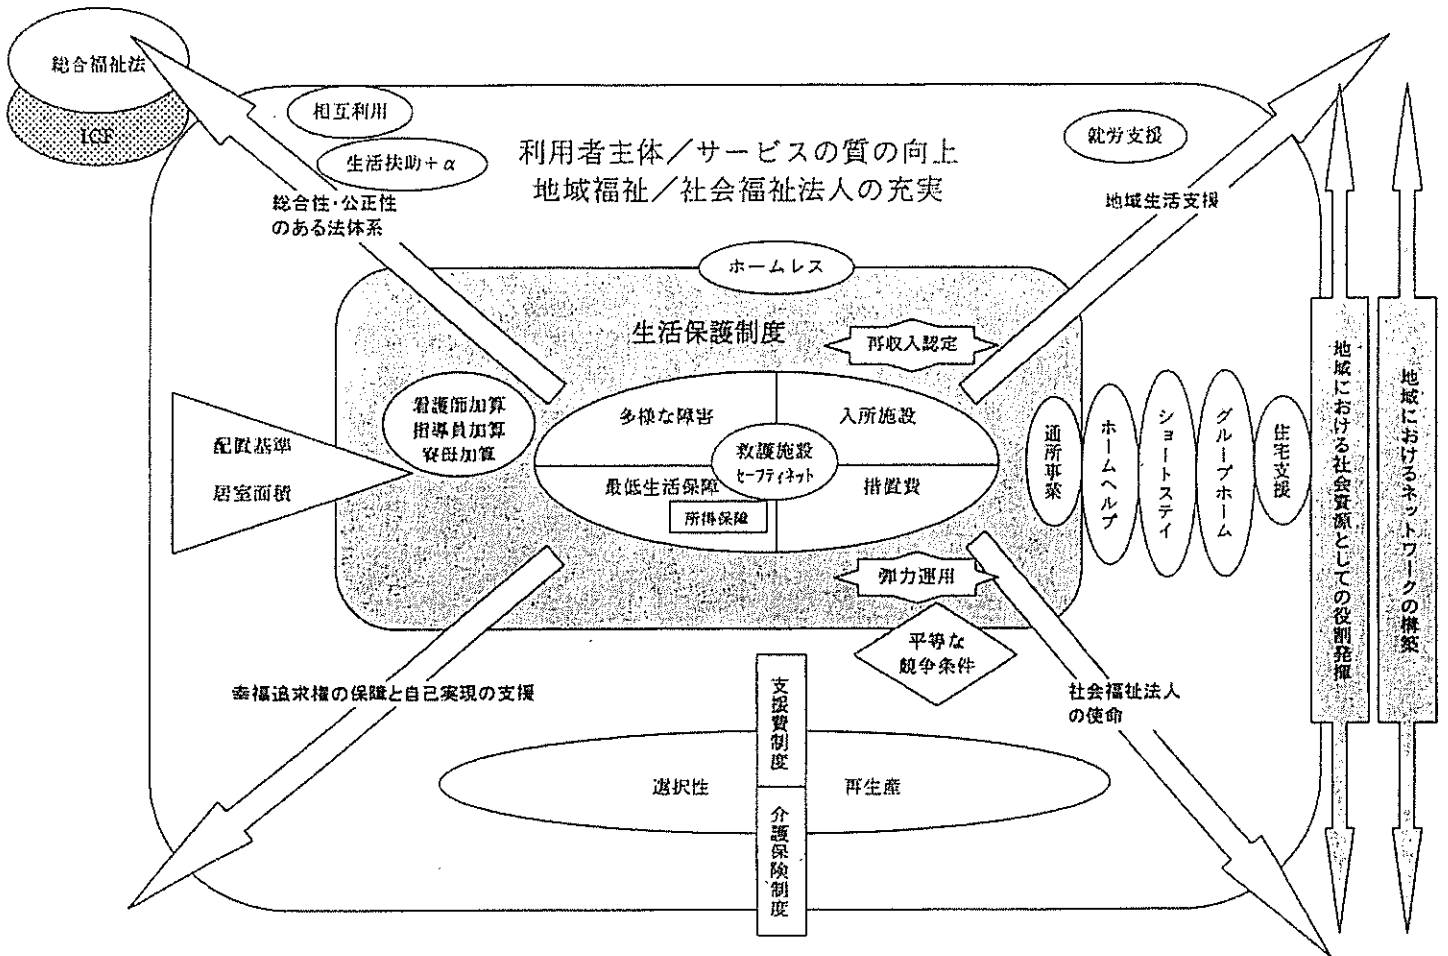 総合福祉法
ICF
相互利用
生活扶助+α
利用者主体/サービスの質の向上
地域福祉/社会福祉法人の充実
就労支援
総合性・公正性
のある法体系
地域生活支援
ホームレス
生活保護制度
再収入認定
看護師加算
指導員加算
寮母加算
配置基準
居室面積
多様な障害
入所施設
救護施設
セーフティネット
最低生活保障
措置費
所得保障
通所事業
ホームヘルプ
ショートステイ
グループホーム
住宅支援
地域における社会資源としての役割発揮
地域におけるネットワークの構築
弾力運用
平等な
競争条件
幸福追求権の保障と自己実現の支援
社会福祉法人
の使命
支援費制度
選択性
再生産
介護保険制度